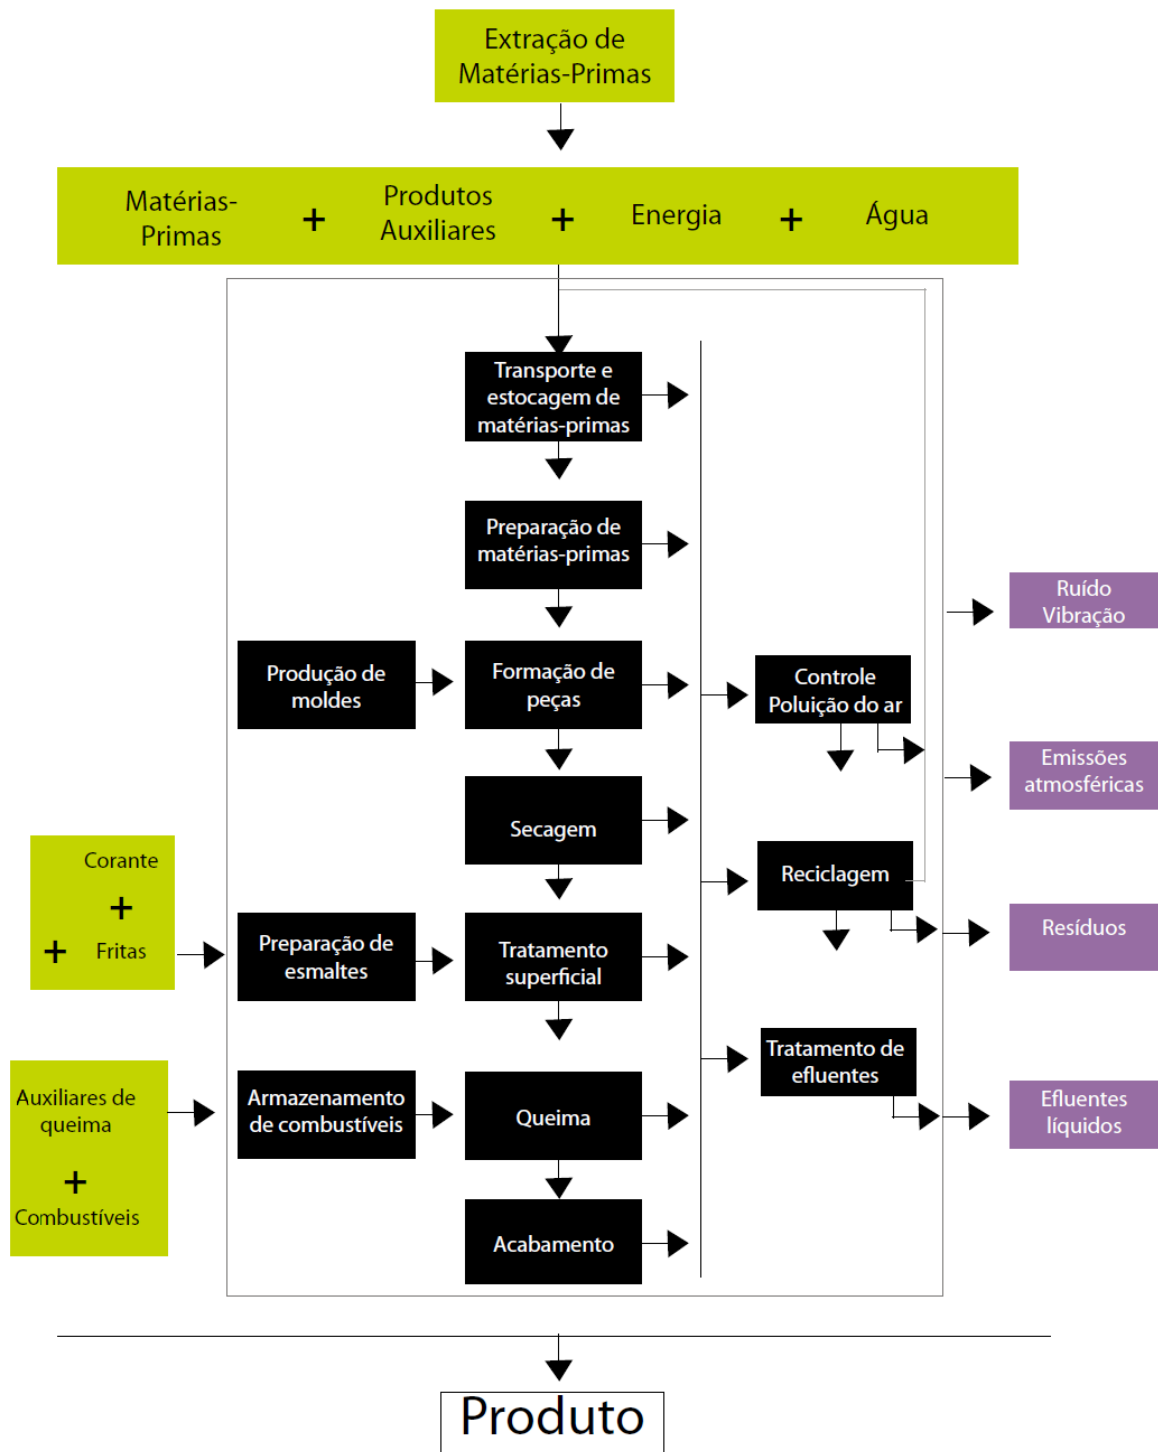 Extração de
Matérias-Primas
Matérias-
Primas
+
Produtos
Auxiliares
+
Energia
+
Água
Transporte e
estocagem de
matérias-primas
Preparação de
matérias-primas
Produção de
moldes
Formação de
peças
Secagem
Corante
+
+ Fritas
Preparação de
esmaltes
Tratamento
superficial
Auxiliares de
queima
+
Combustíveis
Armazenamento
de combustíveis
Queima
Acabamento
Controle
Poluição do ar
Reciclagem
Tratamento de
efluentes
Ruído
Vibração
Emissões
atmosféricas
Resíduos
Efluentes
líquidos
Produto